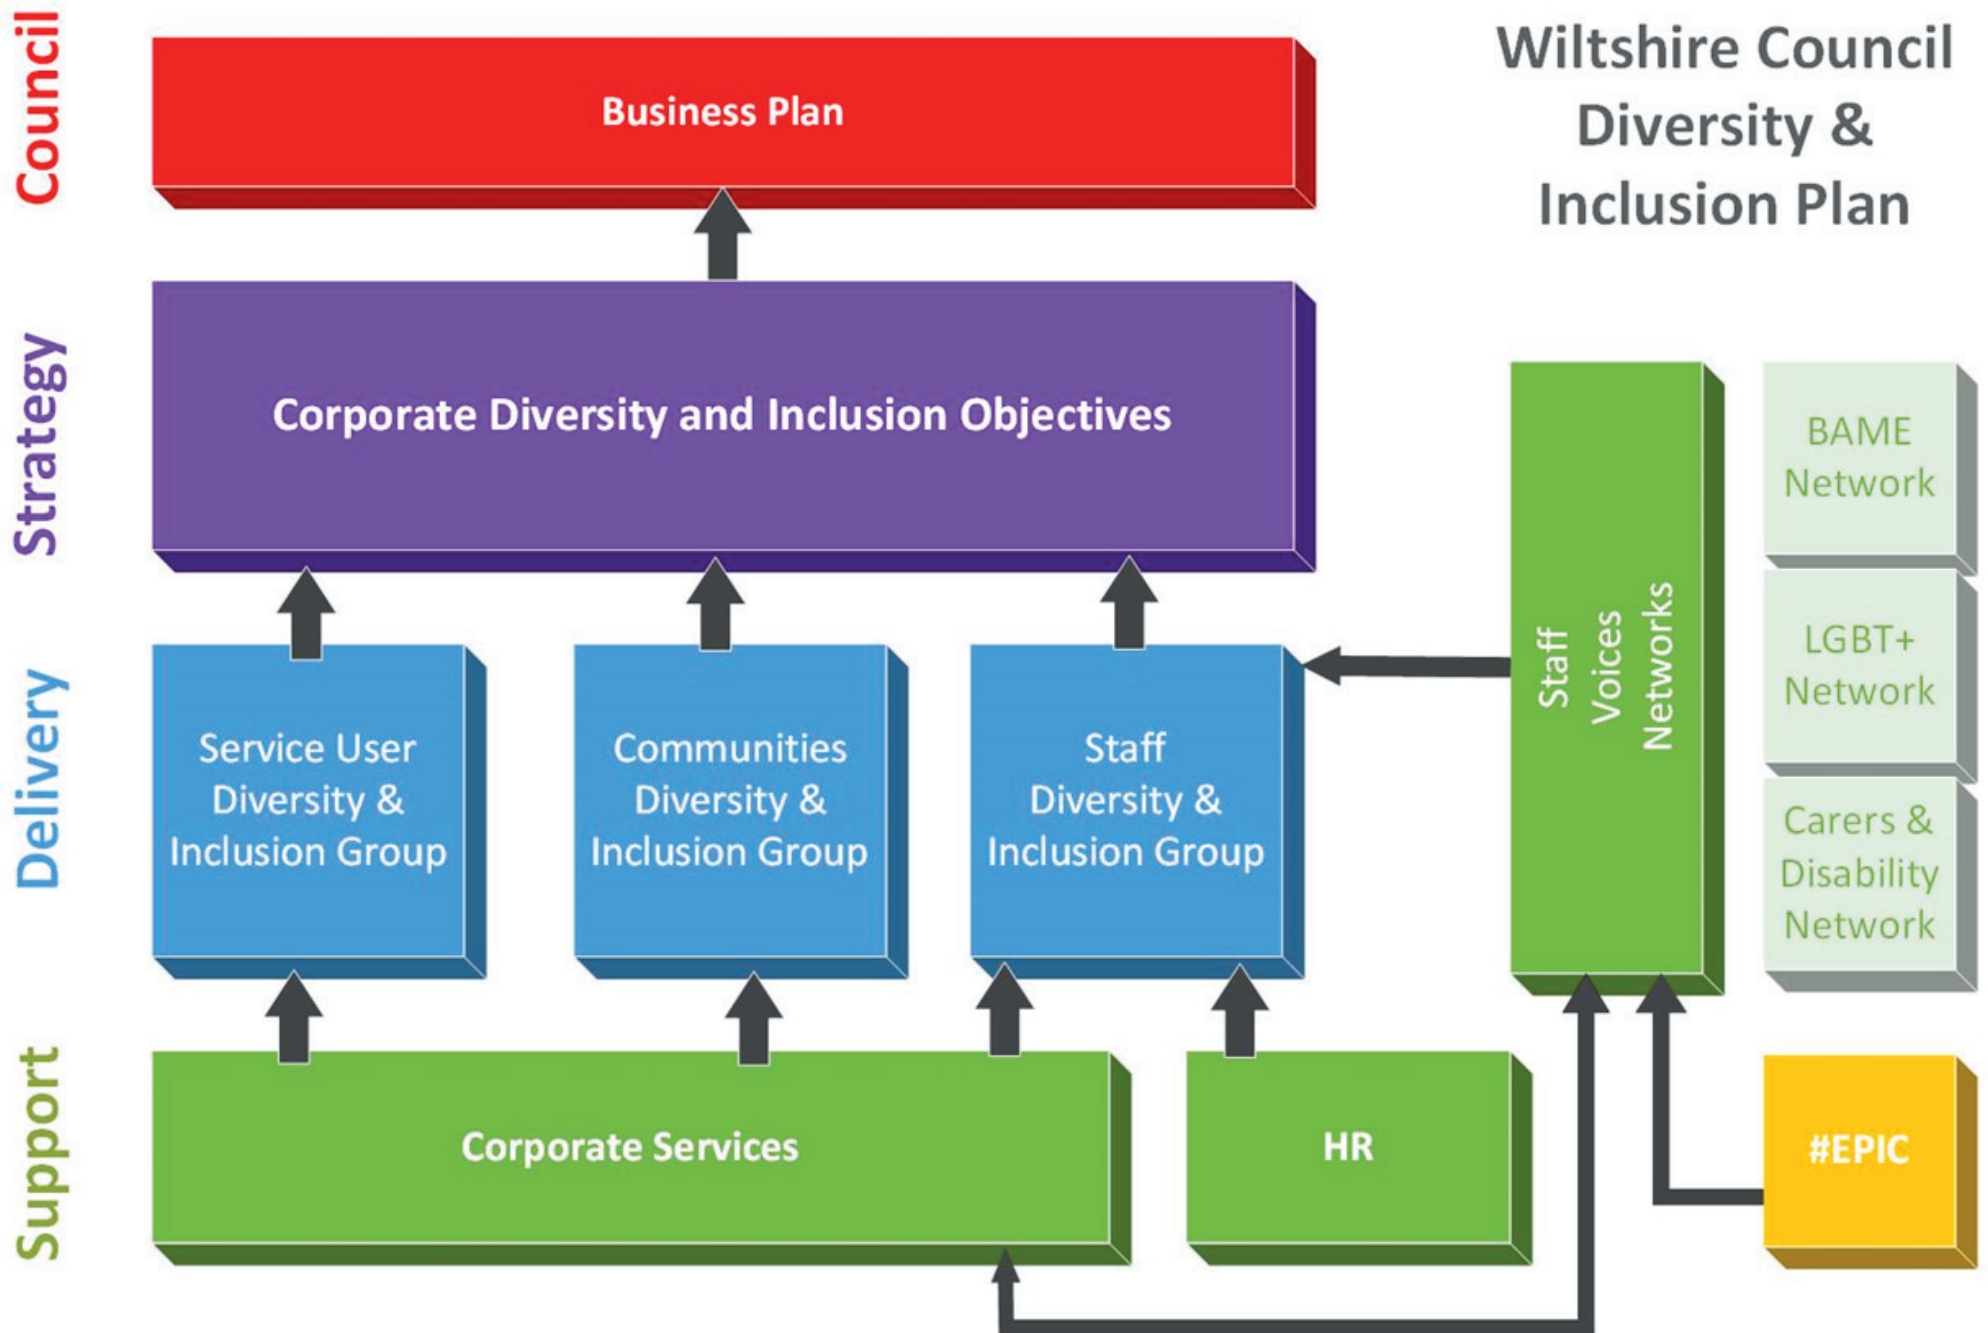 Wiltshire Council
Diversity &
Inclusion Plan
Council
Business Plan
Strategy
Corporate Diversity and Inclusion Objectives
Delivery
Service User
Diversity &
Inclusion Group
Communities
Diversity &
Inclusion Group
Staff
Diversity &
Inclusion Group
Staff
Voices
Networks
BAME
Network
LGBT+
Network
Carers &
Disability
Network
Support
Corporate Services
HR
#EPIC